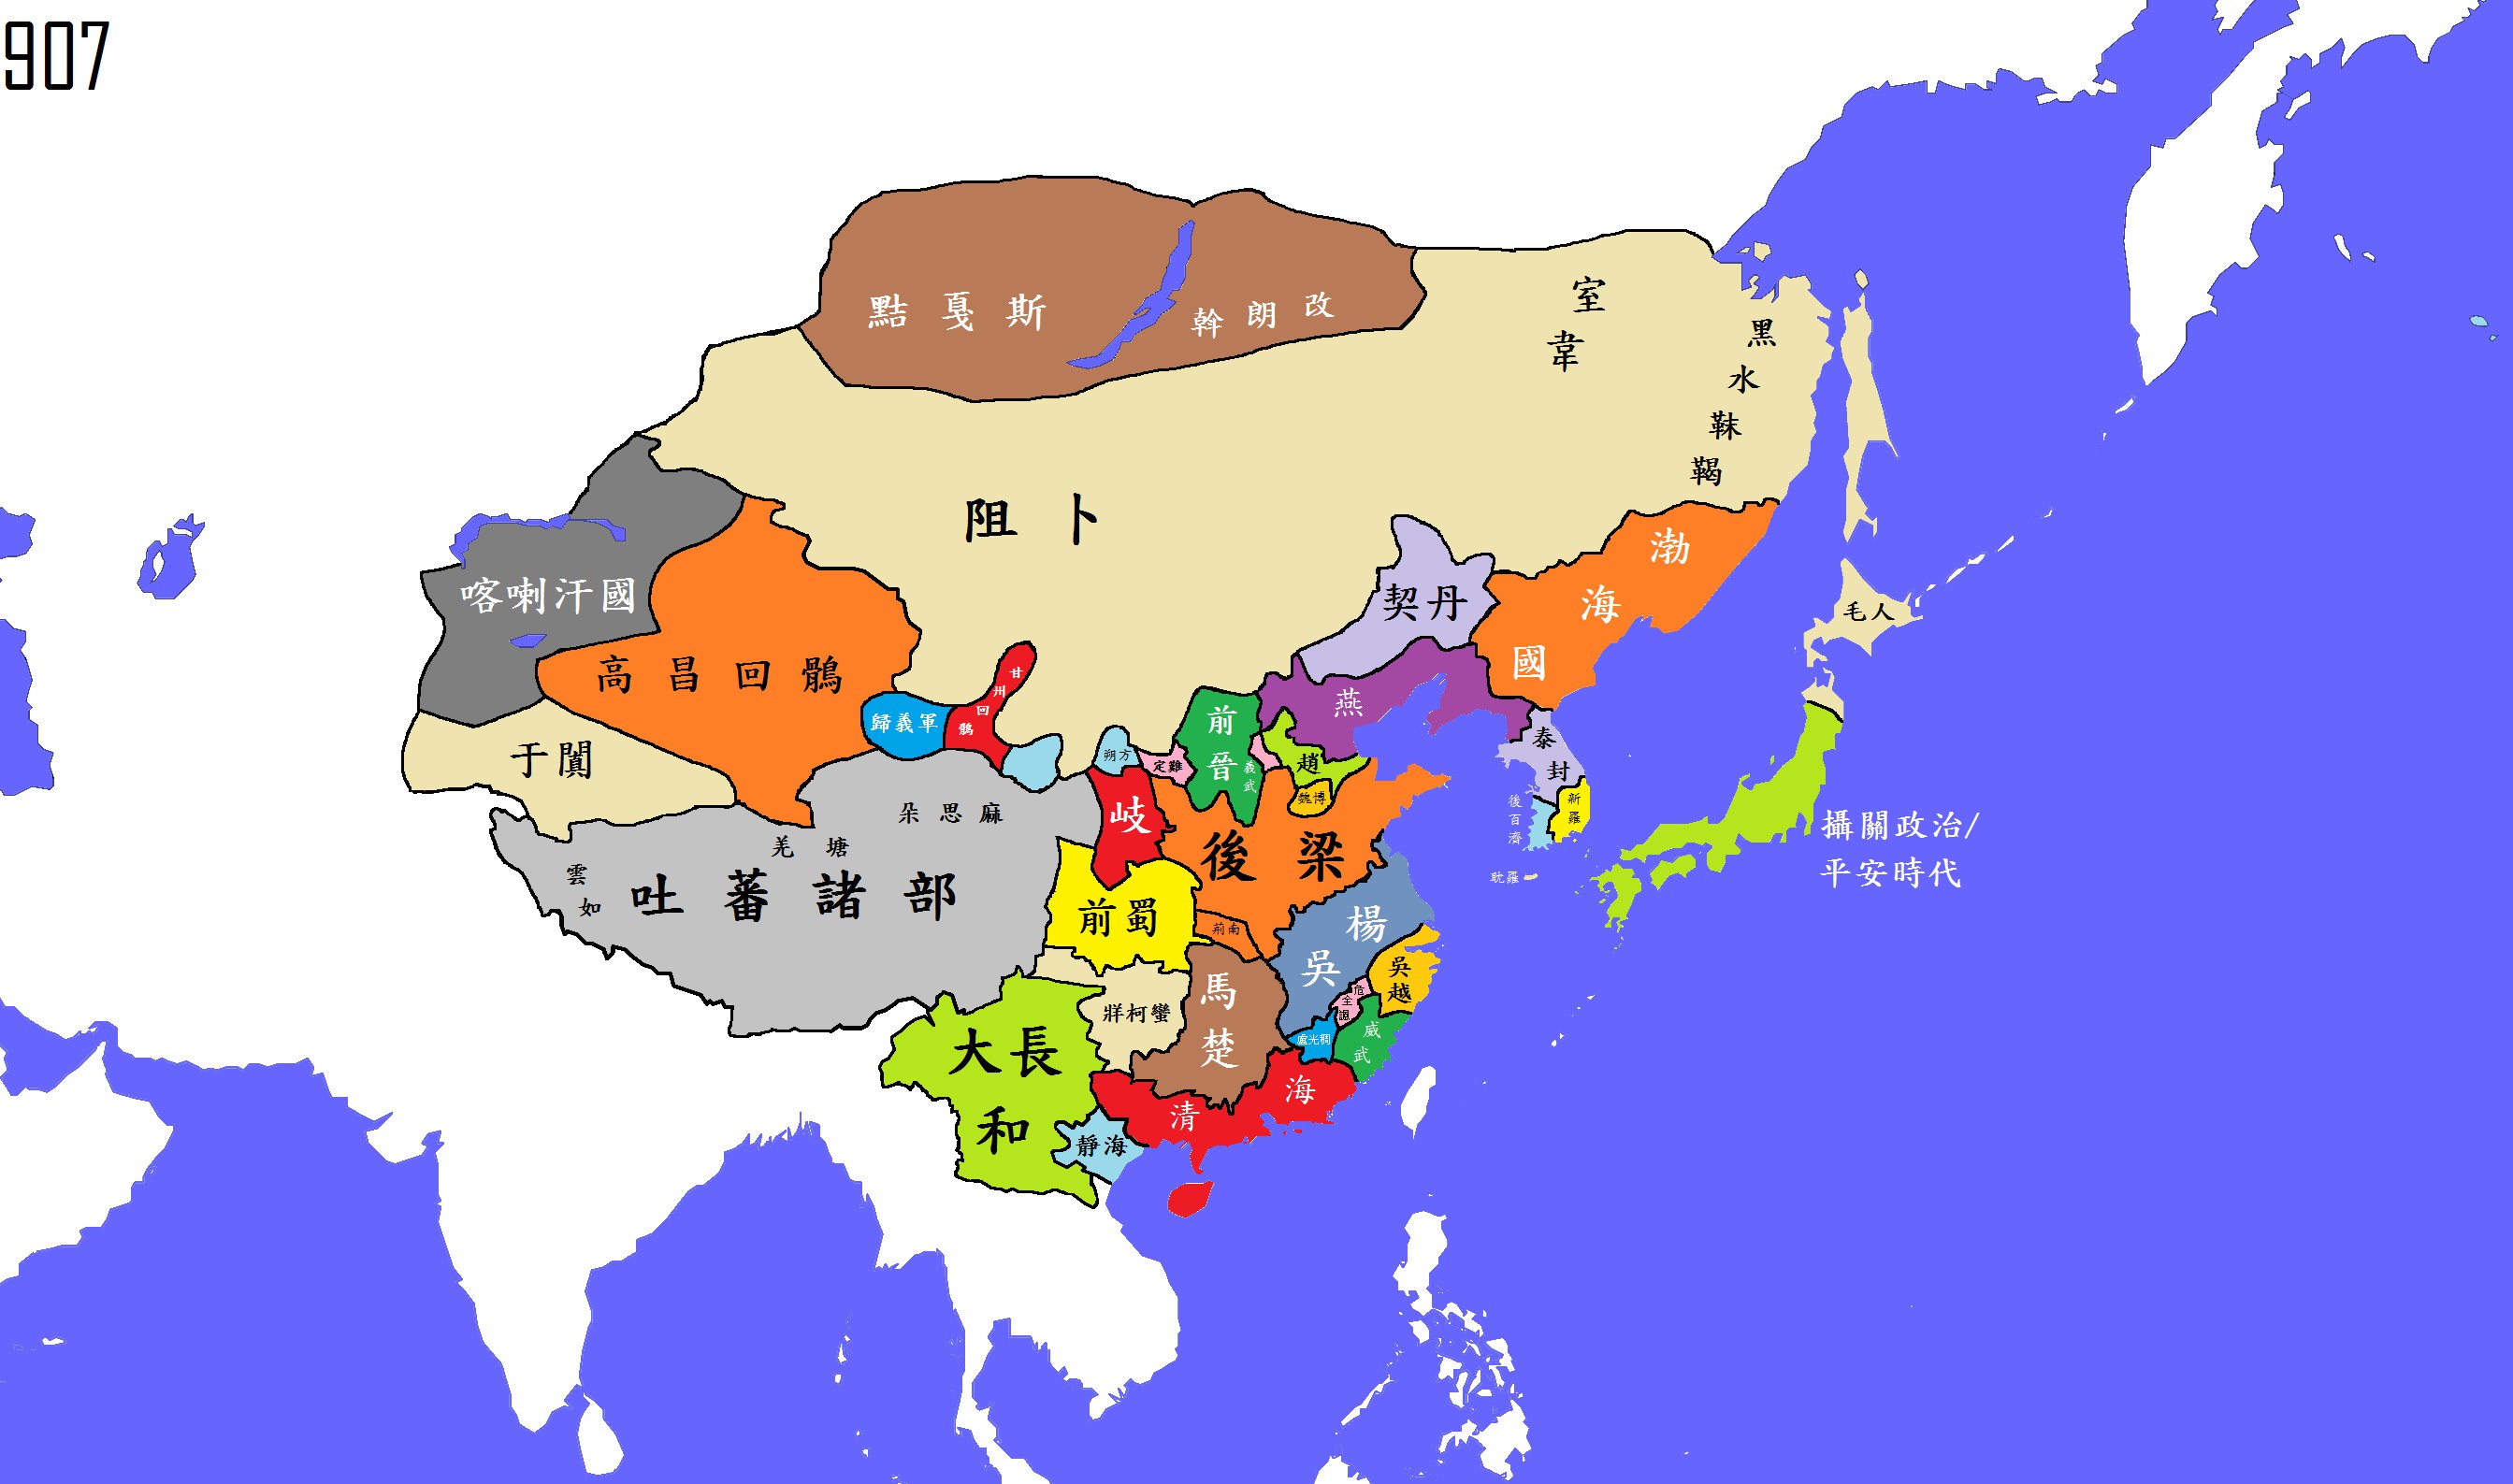 907
黠戛斯
斡朗改
室韋
黑水靺鞨
阻卜
喀喇汗國
高昌回鶻
契丹
渤海國
毛人
于闐
歸義軍
甘州回鶻
朔方
定難
前晉
義武
燕
趙
魏博
泰封
新羅
後百濟
耽羅
攝關政治/
平安時代
朵思麻
羌塘
雲如
吐蕃諸部
岐
後梁
前蜀
荊南
楊吳
吳越
馬楚
牂柯蠻
危全諷
盧光稠
威武
大長和
清海
靜海